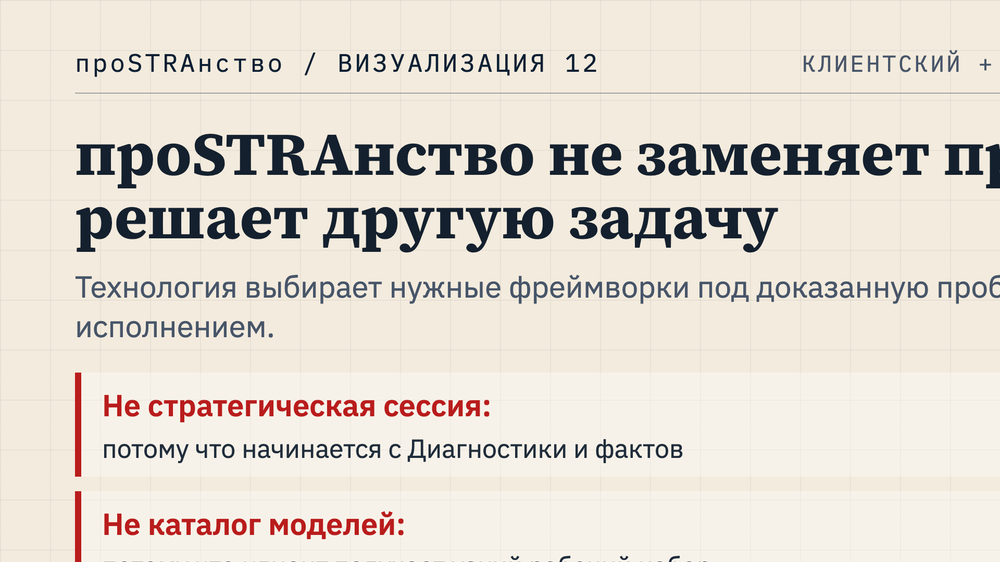 проSTRAнство / ВИЗУАЛИЗАЦИЯ 12
КЛИЕНТСКИЙ +
проSTRAнство не заменяет
решает другую задачу
Технология выбирает нужные фреймворки под доказанную
исполнением.
Не стратегическая сессия:
потому что начинается с Диагностики и фактов
Не каталог моделей: